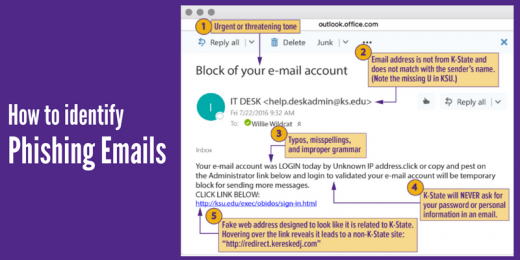 How to identify
Phishing Emails
outlook.office.com
1 Urgent or threatening tone
Reply all | Delete Junk | ••• ×
2 Email address is not from K-State and
does not match with the sender's name.
(Note the missing U in KSU.)
Block of your e-mail account
I
IT DESK <help.deskadmin@ks.edu>
Fri 7/22/2016 9:32 AM
To: Willie Wildcat
Reply all |
3 Typos, misspellings,
and improper grammar
Inbox
Your e-mail account was LOGIN today by Unknown IP address.click or copy and pest on
the Administrator link below and login to validated your e-mail account will be temporary
block for sending more messages.
CLICK LINK BELOW:
http://ksu.edu/exec/obidos/sign-in.html
4 K-State will NEVER ask for
your password or personal
information in an email.
5 Fake web address designed to look like it is related to K-State.
Hovering over the link reveals it leads to a non-K-State site:
"http://redirect.kereskedj.com"